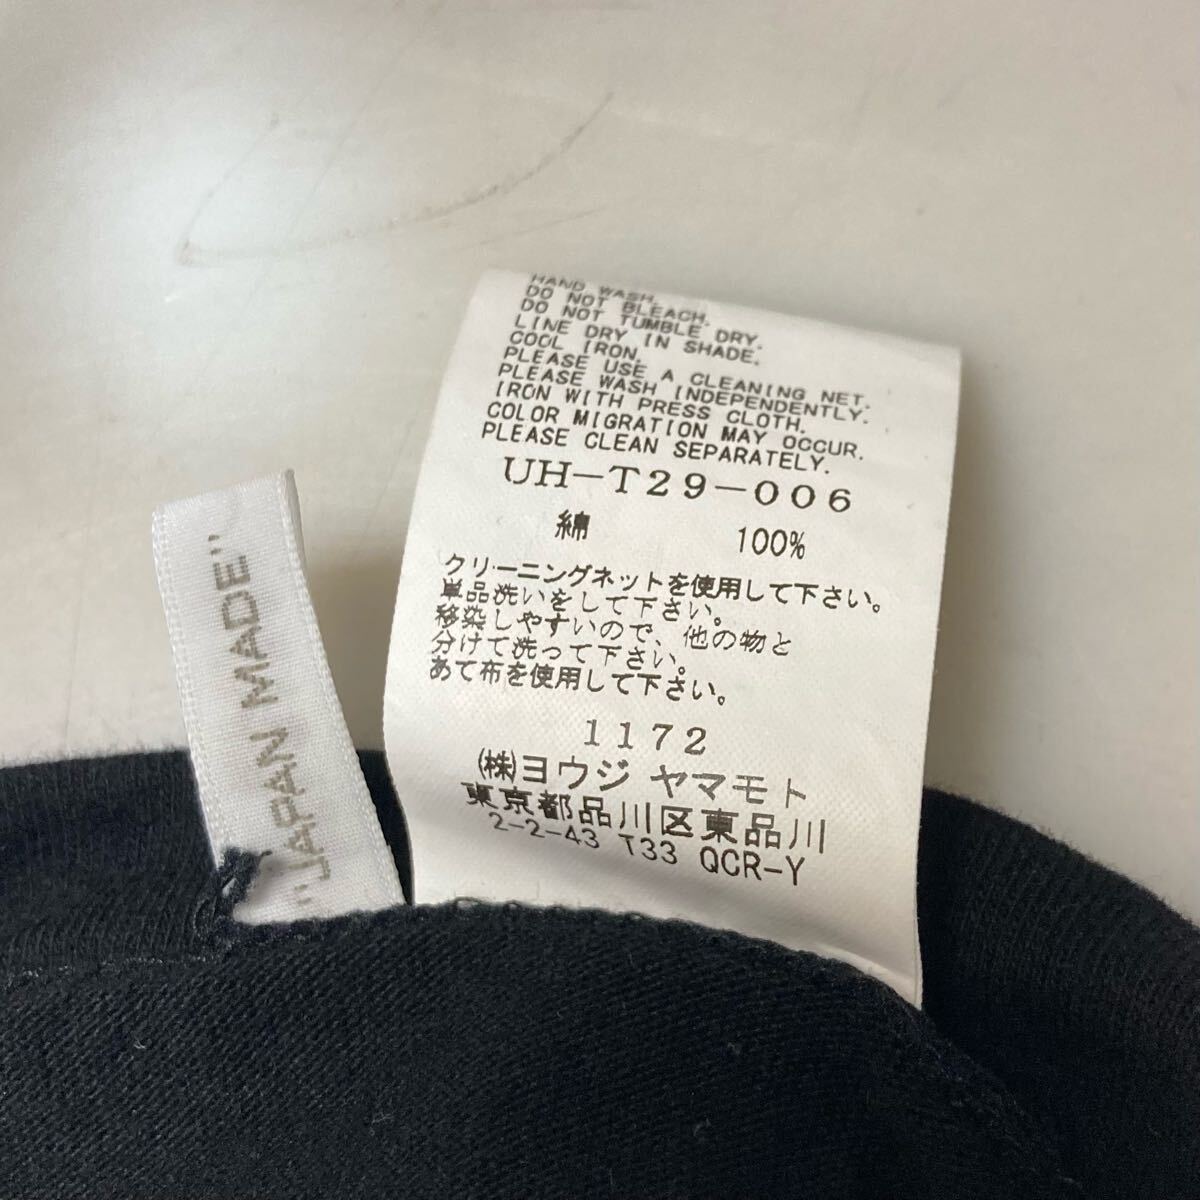 HAND WASH.
DO NOT BLEACH.
DO NOT TUMBLE DRY.
LINE DRY IN SHADE.
COOL IRON.
PLEASE USE A CLEANING NET.
PLEASE WASH INDEPENDENTLY.
IRON WITH PRESS CLOTH.
COLOR MIGRATION MAY OCCUR.
PLEASE CLEAN SEPARATELY.
UH-T29-006
綿 100%
クリーニングネットを使用して下さい。
単品洗いをして下さい。
移染しやすいので、他の物と
分けて洗って下さい。
あて布を使用して下さい。
1172
㈱ヨウジ ヤマモト
東京都品川区東品川
2-2-43 T33 QCR-Y
"JAPAN MADE"